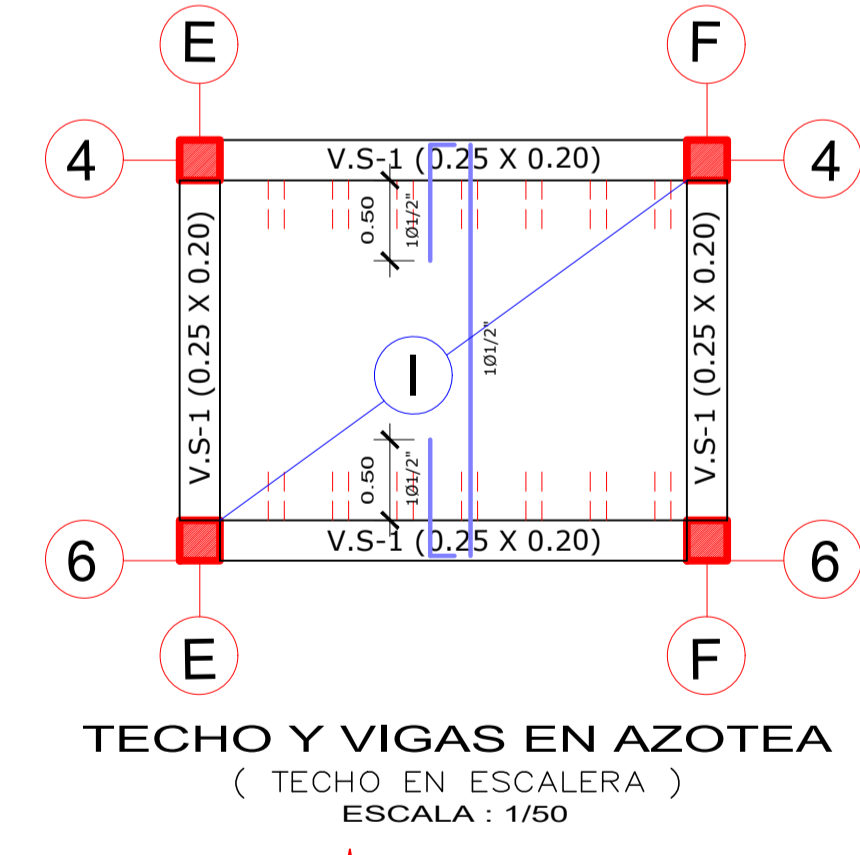 E F
4 V.S-1 (0.25 X 0.20) 4
V.S-1 (0.25 X 0.20)
0.50
1Ø1/2"
V.S-1 (0.25 X 0.20)
1Ø1/2"
I
0.50
1Ø1/2"
6 V.S-1 (0.25 X 0.20) 6
E F
TECHO Y VIGAS EN AZOTEA
( TECHO EN ESCALERA )
ESCALA : 1/50